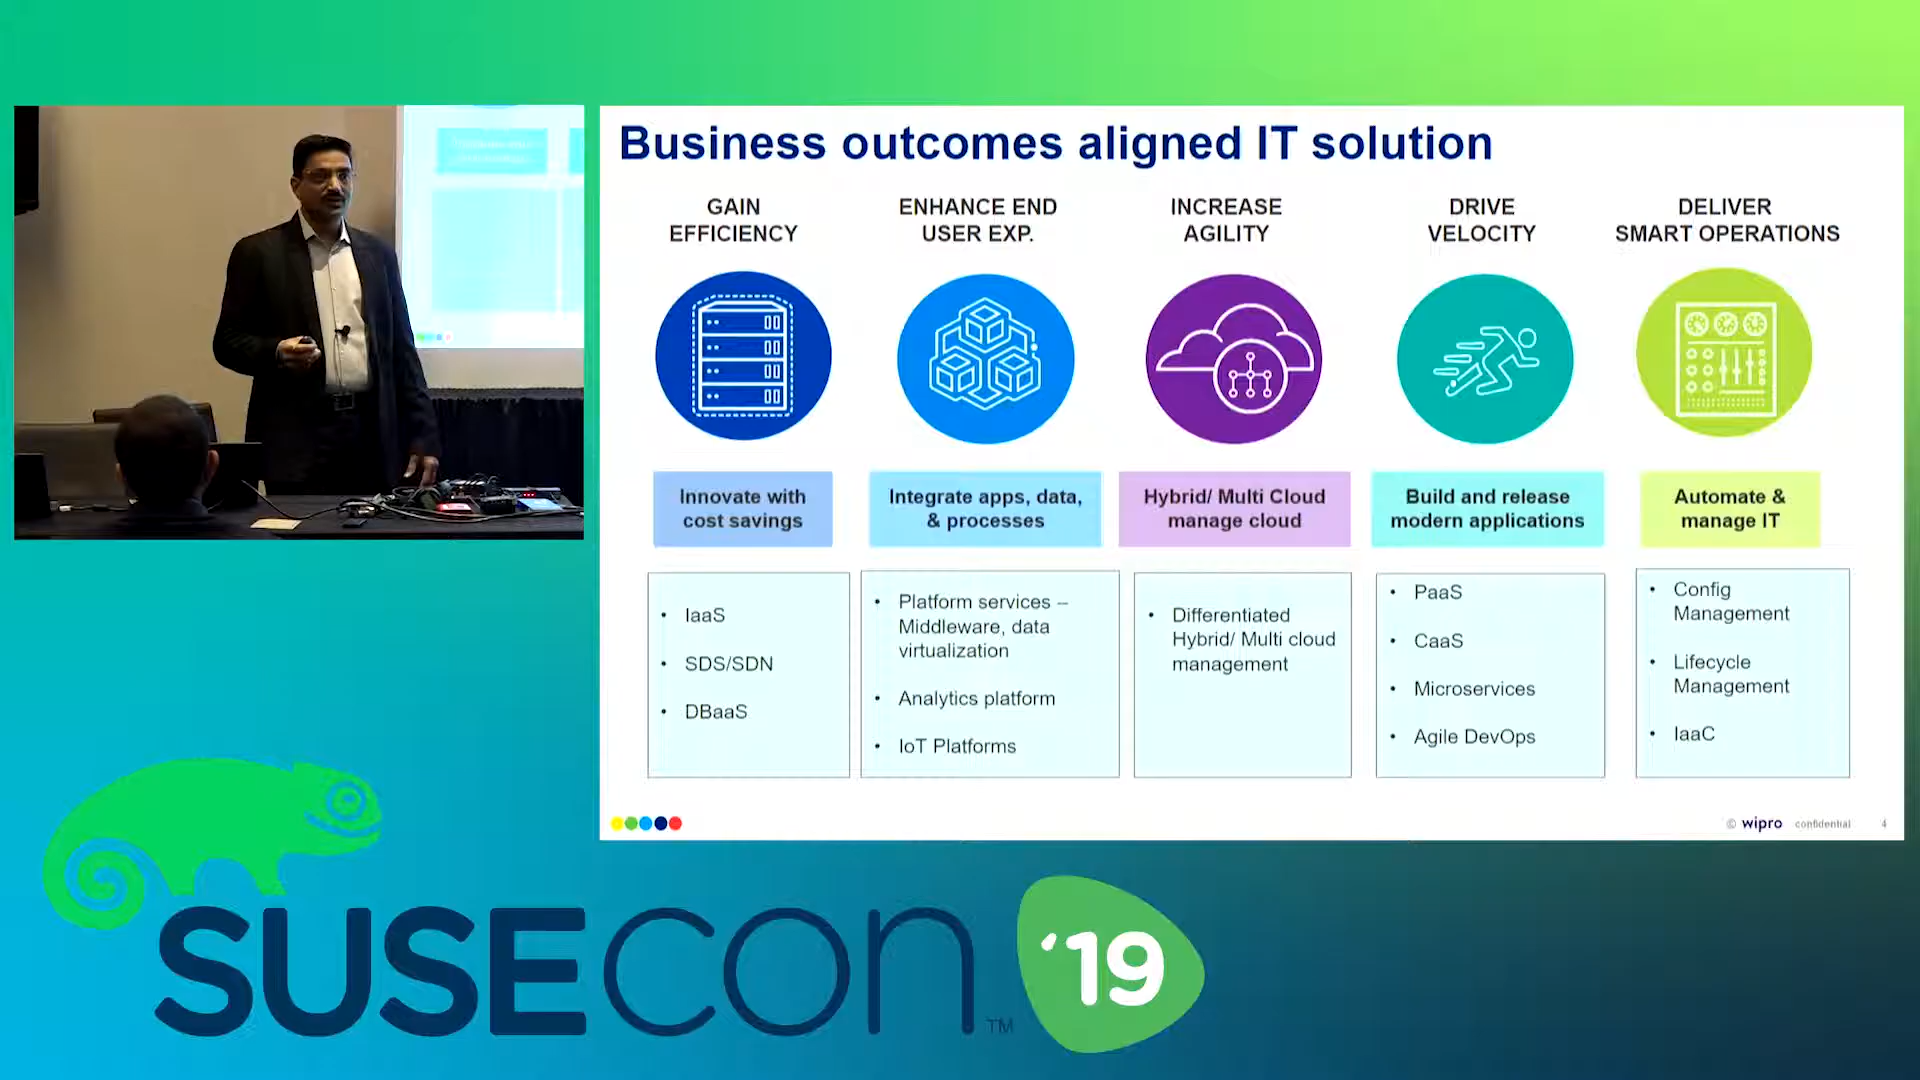 Business outcomes aligned IT solution
GAIN
EFFICIENCY
ENHANCE END
USER EXP.
INCREASE
AGILITY
DRIVE
VELOCITY
DELIVER
SMART OPERATIONS
Innovate with
cost savings
Integrate apps, data,
& processes
Hybrid/ Multi Cloud
manage cloud
Build and release
modern applications
Automate &
manage IT
• IaaS
• SDS/SDN
• DBaaS
• Platform services –
Middleware, data
virtualization
• Analytics platform
• IoT Platforms
• Differentiated
Hybrid/ Multi cloud
management
• PaaS
• CaaS
• Microservices
• Agile DevOps
• Config
Management
• Lifecycle
Management
• IaaC
© wipro confidential 4
SUSECON™ '19